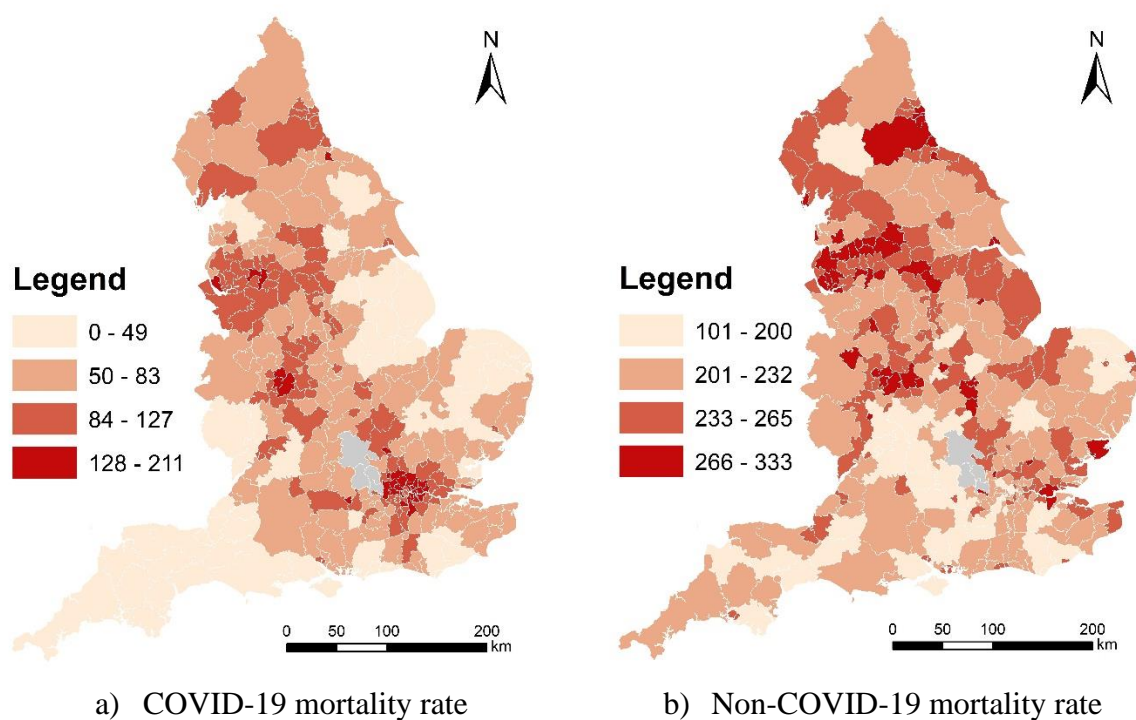 N
Legend
0 - 49
50 - 83
84 - 127
128 - 211
0 50 100 200
km
a) COVID-19 mortality rate
N
Legend
101 - 200
201 - 232
233 - 265
266 - 333
0 50 100 200
km
b) Non-COVID-19 mortality rate